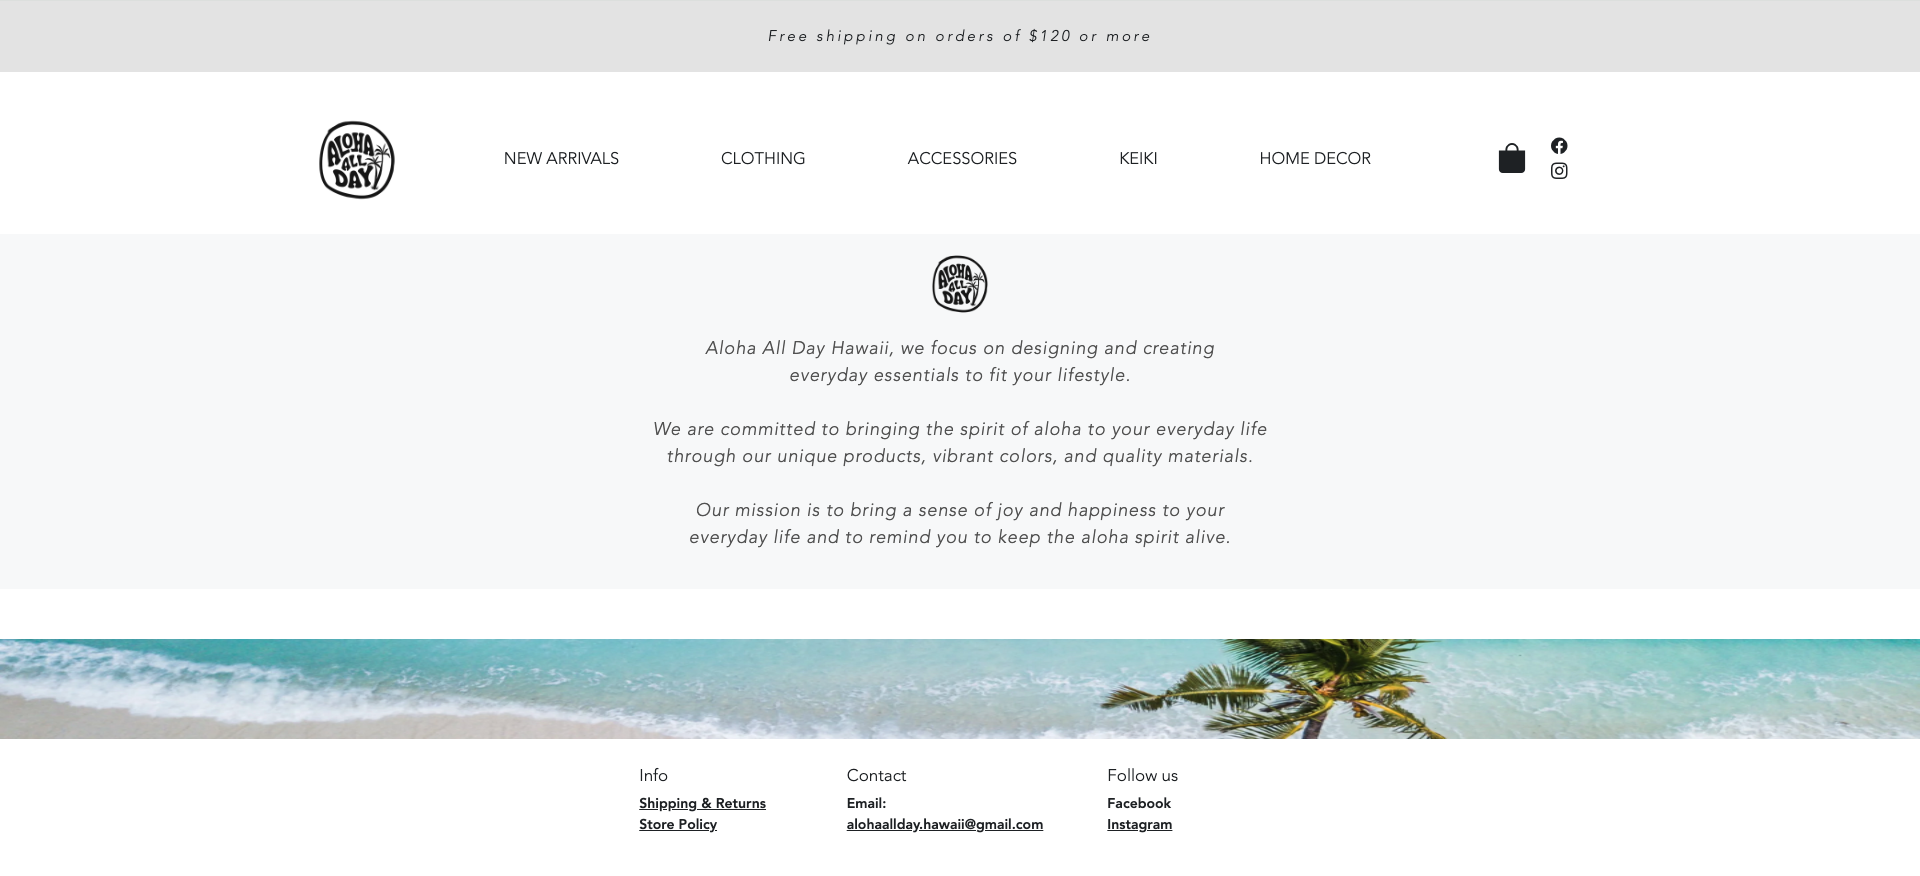 Free shipping on orders of $120 or more
ALOHA
ALL
DAY
NEW ARRIVALS
CLOTHING
ACCESSORIES
KEIKI
HOME DECOR
ALOHA
ALL
DAY
Aloha All Day Hawaii, we focus on designing and creating
everyday essentials to fit your lifestyle.
We are committed to bringing the spirit of aloha to your everyday life
through our unique products, vibrant colors, and quality materials.
Our mission is to bring a sense of joy and happiness to your
everyday life and to remind you to keep the aloha spirit alive.
Info
Shipping & Returns
Store Policy
Contact
Email:
alohaallday.hawaii@gmail.com
Follow us
Facebook
Instagram